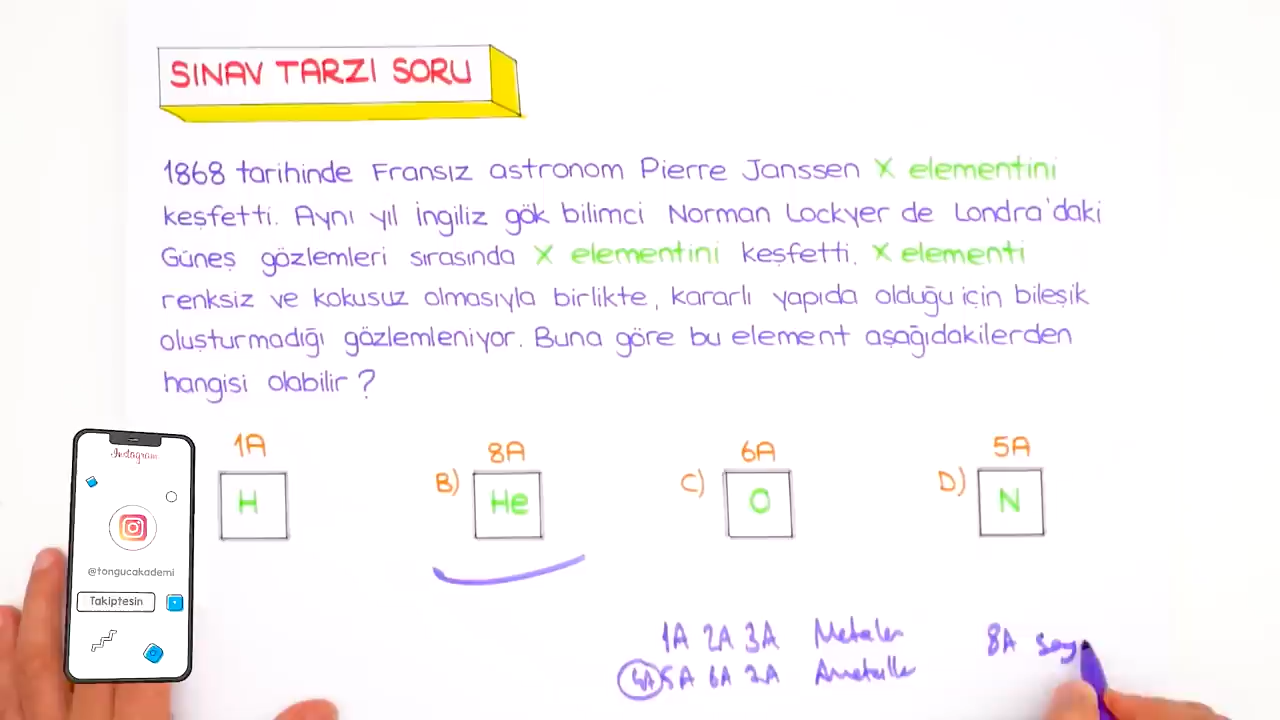 SINAV TARZI SORU
1868 tarihinde Fransız astronom Pierre Janssen X elementini
keşfetti. Aynı yıl İngiliz gök bilimci Norman Lockyer de Londra'daki
Güneş gözlemleri sırasında X elementini keşfetti. X elementi
renksiz ve kokusuz olmasıyla birlikte, kararlı yapıda olduğu için bileşik
oluşturmadığı gözlemleniyor. Buna göre bu element aşağıdakilerden
hangisi olabilir ?
1A 8A 6A 5A
H B) He C) O D) N
Instagram
@tongucakademi
Takiptesin
1A 2A 3A Metaller 8A soy
4A 5A 6A 7A Ametaller